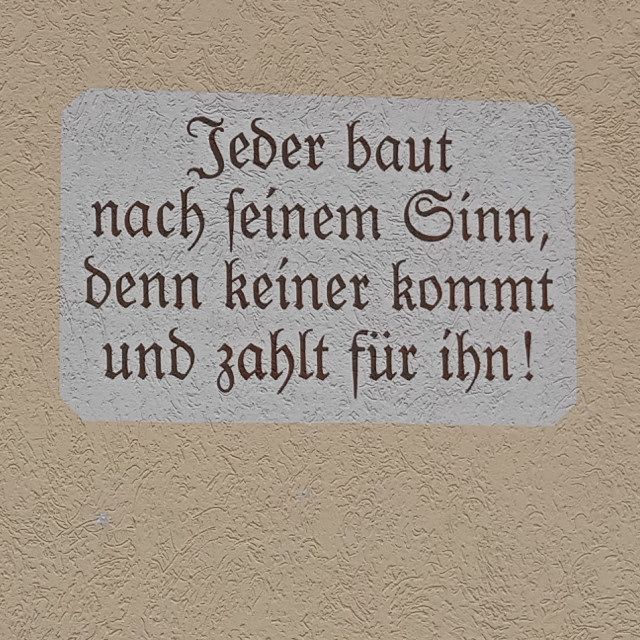 Jeder baut
nach ſeinem Sinn,
denn keiner kommt
und zahlt für ihn!